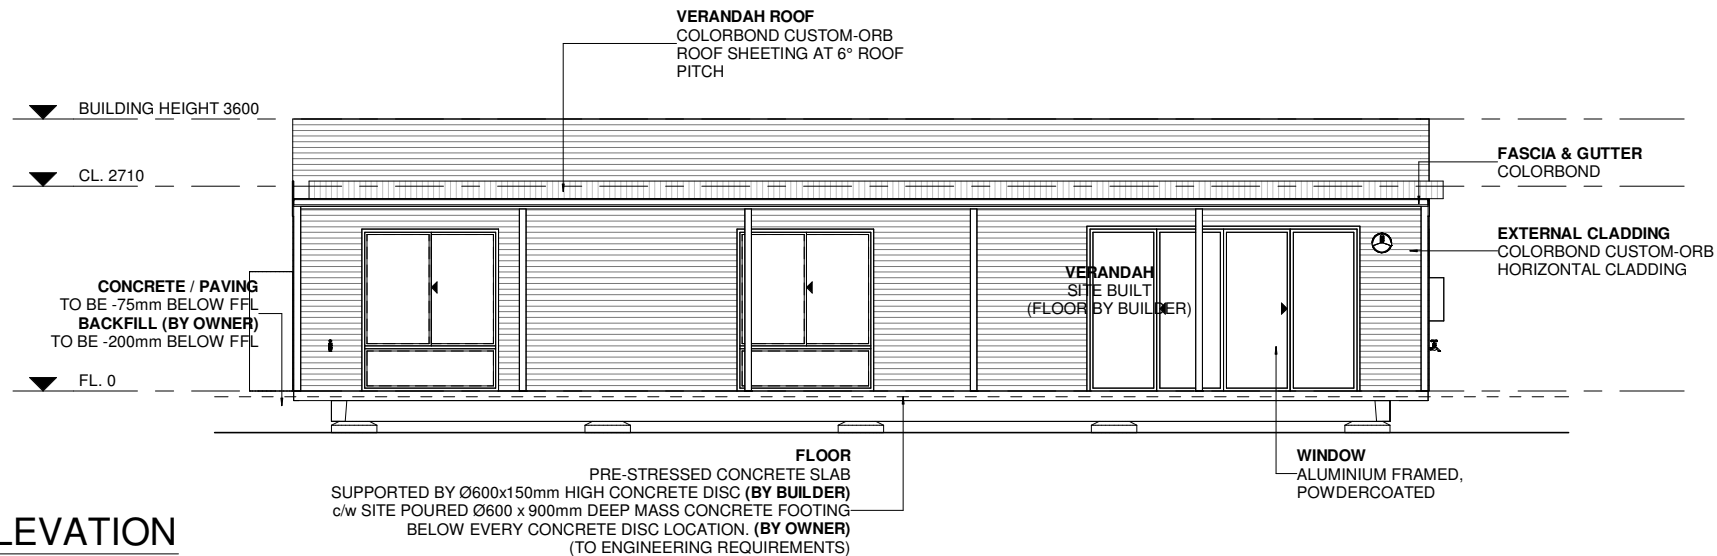 VERANDAH ROOF
COLORBOND CUSTOM-ORB
ROOF SHEETING AT 6° ROOF
PITCH
BUILDING HEIGHT 3600
CL. 2710
FASCIA & GUTTER
COLORBOND
EXTERNAL CLADDING
COLORBOND CUSTOM-ORB
HORIZONTAL CLADDING
VERANDAH
SITE BUILT
(FLOOR BY BUILDER)
CONCRETE / PAVING
TO BE -75mm BELOW FFL
BACKFILL (BY OWNER)
TO BE -200mm BELOW FFL
FL. 0
FLOOR
PRE-STRESSED CONCRETE SLAB
SUPPORTED BY Ø600x150mm HIGH CONCRETE DISC (BY BUILDER)
c/w SITE POURED Ø600 x 900mm DEEP MASS CONCRETE FOOTING
BELOW EVERY CONCRETE DISC LOCATION. (BY OWNER)
(TO ENGINEERING REQUIREMENTS)
WINDOW
ALUMINIUM FRAMED,
POWDERCOATED
LEVATION